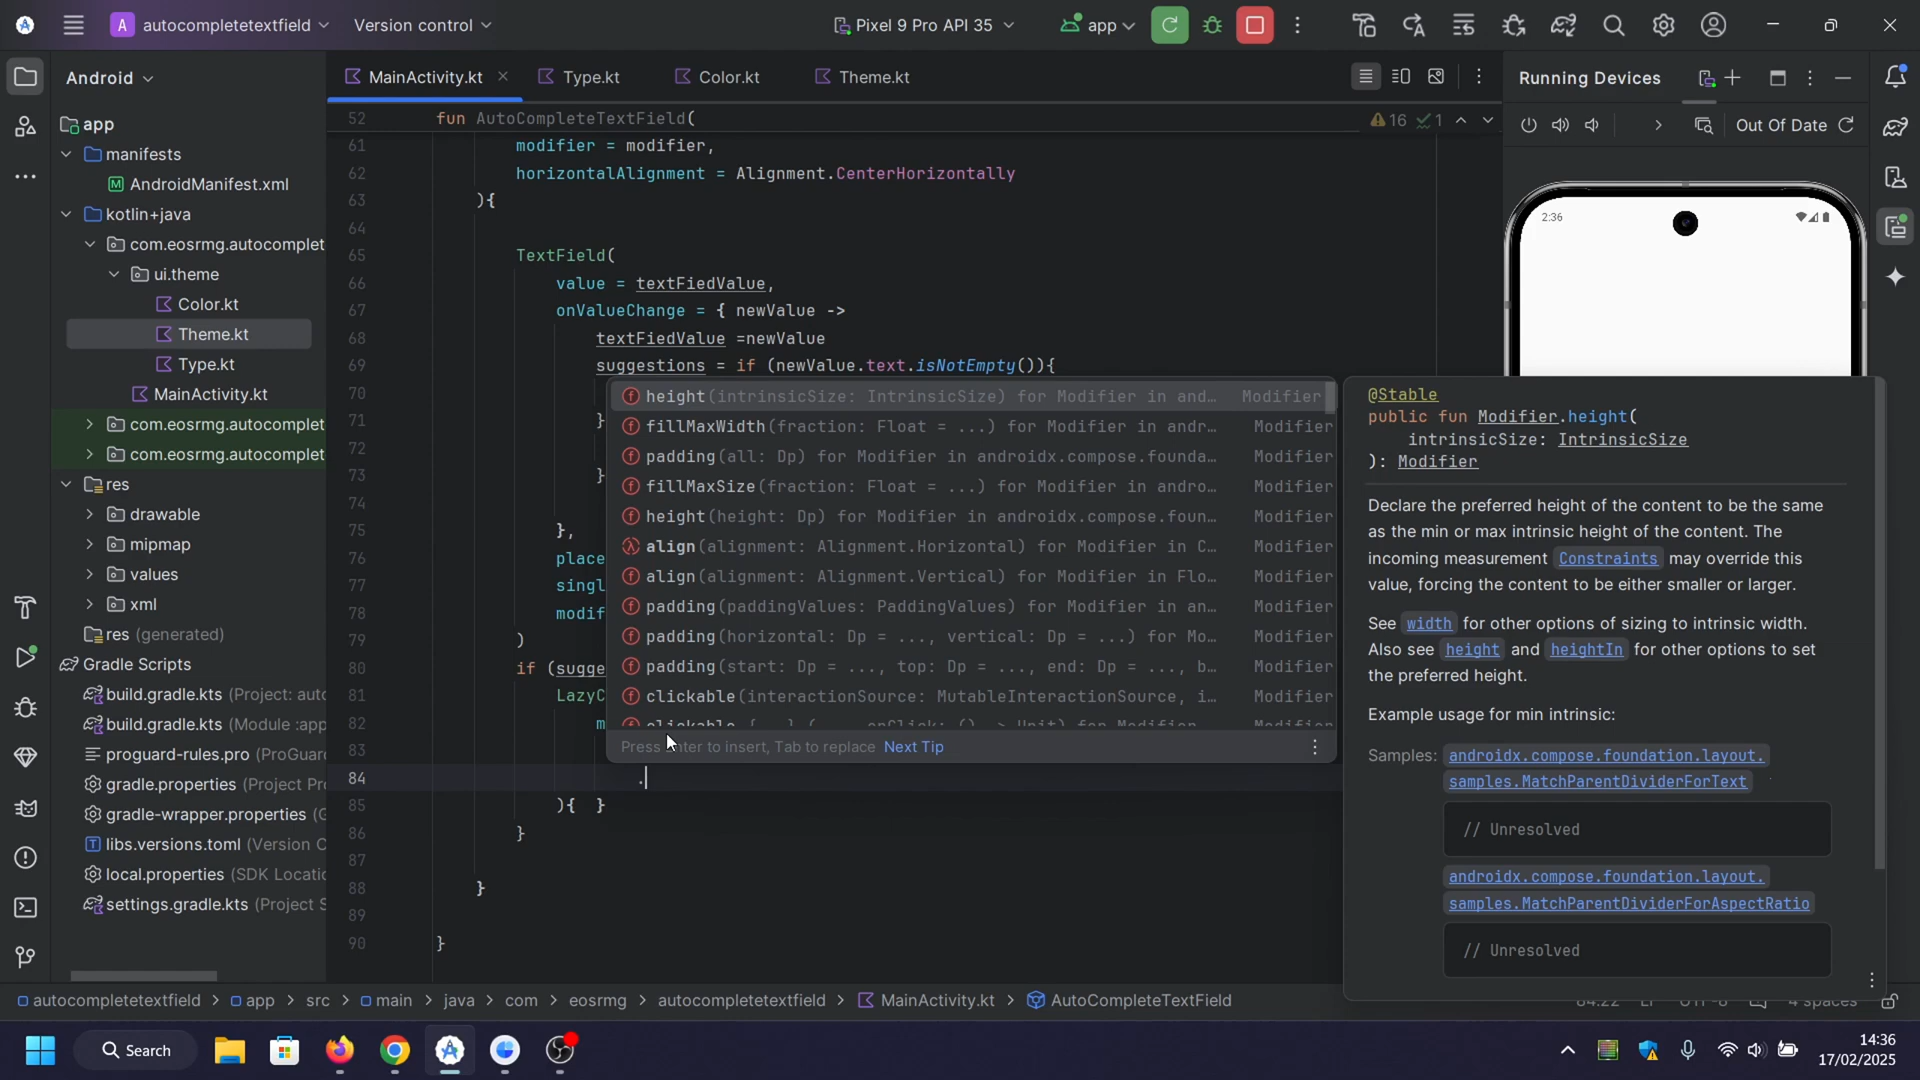 A autocompletetextfield Version control Pixel 9 Pro API 35 app
Android MainActivity.kt Type.kt Color.kt Theme.kt Running Devices
52 fun AutoCompleteTextField( 16 1 Out Of Date
app
manifests
AndroidManifest.xml
kotlin+java
com.eosrmg.autocomplet
ui.theme
Color.kt
Theme.kt
Type.kt
MainActivity.kt
com.eosrmg.autocomplet
com.eosrmg.autocomplet
res
drawable
mipmap
values
xml
res (generated)
Gradle Scripts
build.gradle.kts (Project: auto
build.gradle.kts (Module :app
proguard-rules.pro (ProGuar
gradle.properties (Project Pr
gradle-wrapper.properties (G
libs.versions.toml (Version C
local.properties (SDK Locatic
settings.gradle.kts (Project S
61 modifier = modifier,
62 horizontalAlignment = Alignment.CenterHorizontally
63 ){
64
65 TextField(
66 value = textFiedValue,
67 onValueChange = { newValue ->
68 textFiedValue =newValue
69 suggestions = if (newValue.text.isNotEmpty()){
70
71 }
72
73 }
74
75 },
76 place
77 singl
78 modif
79 )
80 if (sugge
81 LazyC
82 m
83
84 .
85 ){ }
86 }
87
88 }
89
90 }
height(intrinsicSize: IntrinsicSize) for Modifier in and... Modifier
fillMaxWidth(fraction: Float = ...) for Modifier in andr... Modifier
padding(all: Dp) for Modifier in androidx.compose.founda... Modifier
fillMaxSize(fraction: Float = ...) for Modifier in andro... Modifier
height(height: Dp) for Modifier in androidx.compose.foun... Modifier
align(alignment: Alignment.Horizontal) for Modifier in C... Modifier
align(alignment: Alignment.Vertical) for Modifier in Flo... Modifier
padding(paddingValues: PaddingValues) for Modifier in an... Modifier
padding(horizontal: Dp = ..., vertical: Dp = ...) for Mo... Modifier
padding(start: Dp = ..., top: Dp = ..., end: Dp = ..., b... Modifier
clickable(interactionSource: MutableInteractionSource, i... Modifier
Press Enter to insert, Tab to replace Next Tip
2:36
@Stable
public fun Modifier.height(
intrinsicSize: IntrinsicSize
): Modifier
Declare the preferred height of the content to be the same
as the min or max intrinsic height of the content. The
incoming measurement Constraints may override this
value, forcing the content to be either smaller or larger.
See width for other options of sizing to intrinsic width.
Also see height and heightIn for other options to set
the preferred height.
Example usage for min intrinsic:
Samples: androidx.compose.foundation.layout.
samples.MatchParentDividerForText
// Unresolved
androidx.compose.foundation.layout.
samples.MatchParentDividerForAspectRatio
// Unresolved
autocompletetextfield > app > src > main > java > com > eosrmg > autocompletetextfield > MainActivity.kt > AutoCompleteTextField 84:22 LF UTF-8 4 spaces
Search 14:36
17/02/2025